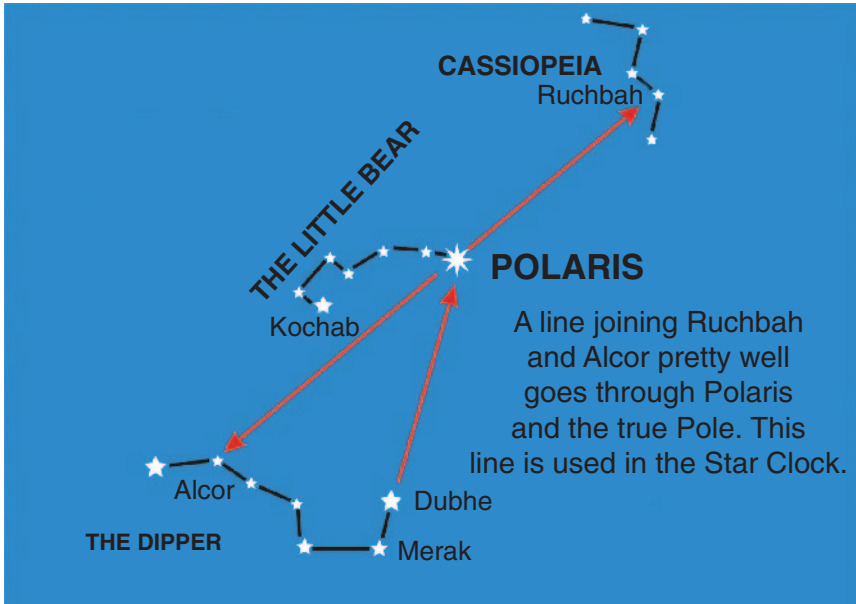 CASSIOPEIA
Ruchbah
THE LITTLE BEAR
POLARIS
Kochab
A line joining Ruchbah
and Alcor pretty well
goes through Polaris
and the true Pole. This
line is used in the Star Clock.
Alcor
Dubhe
THE DIPPER
Merak